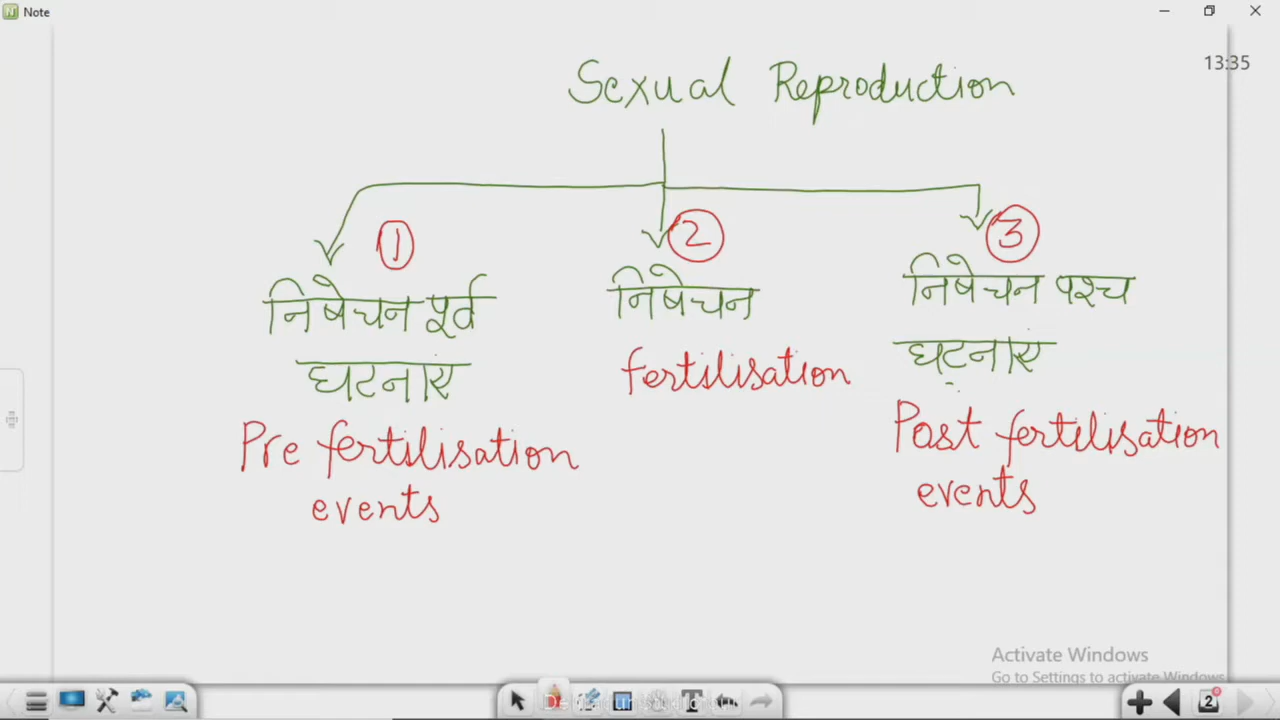 Note
13:35
Sexual Reproduction
1
2
3
निषेचन पूर्व
घटनाए
Pre fertilisation
events
निषेचन
fertilisation
निषेचन पश्च
घटनाए
Post fertilisation
events
Activate Windows
Go to Settings to activate Windows.
2